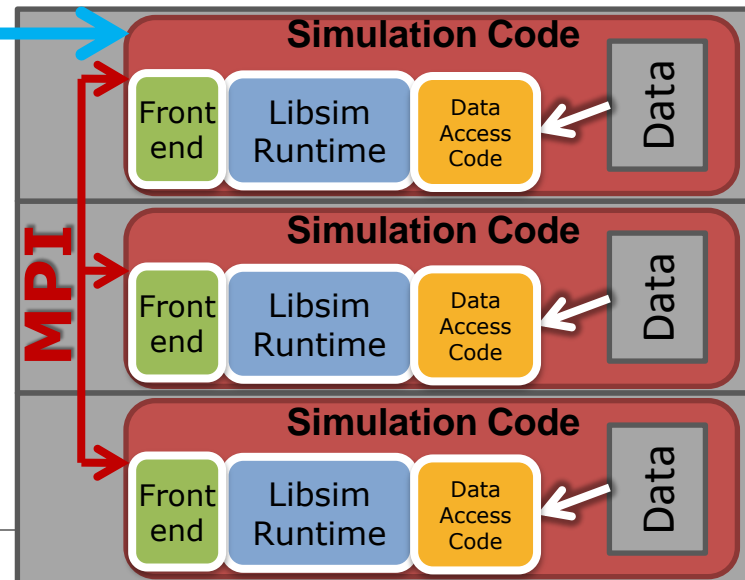 Simulation Code
Front
end
Libsim
Runtime
Data
Access
Code
Data
MPI
Simulation Code
Front
end
Libsim
Runtime
Data
Access
Code
Data
Simulation Code
Front
end
Libsim
Runtime
Data
Access
Code
Data